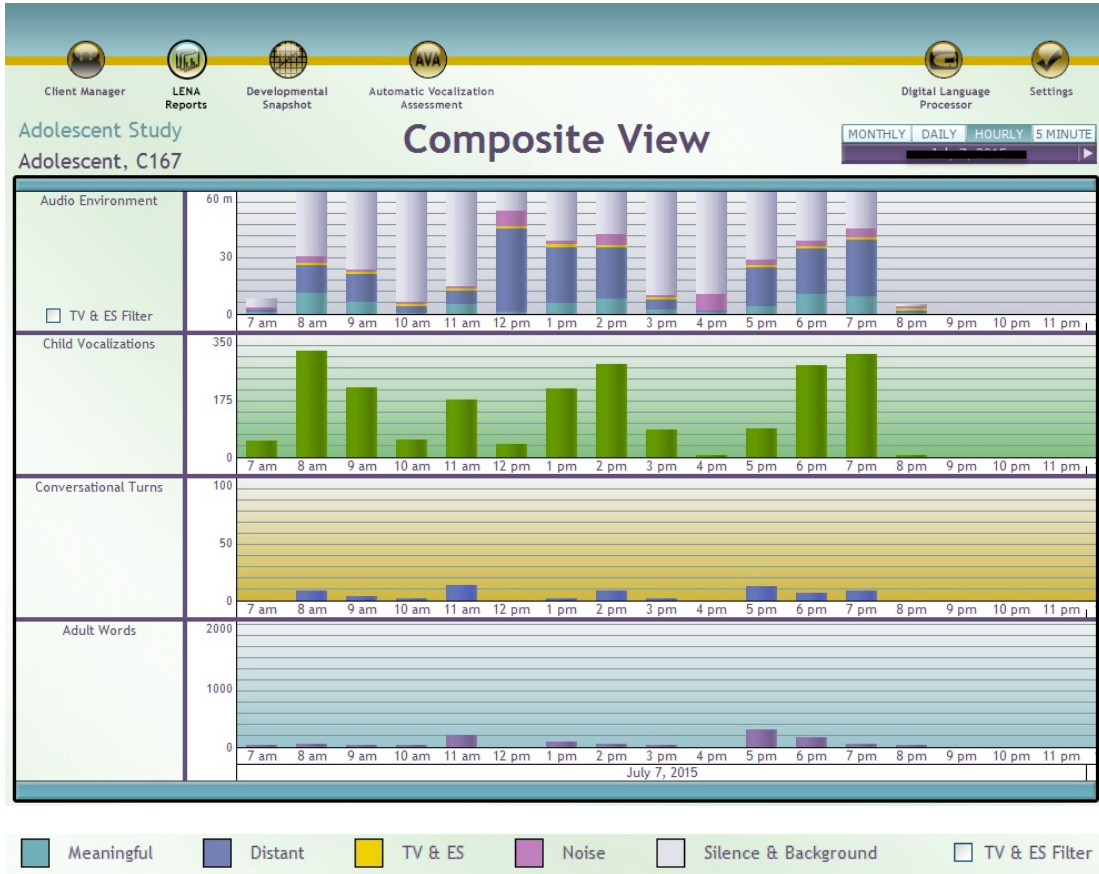 AVA
Client Manager
LENA
Reports
Developmental
Snapshot
Automatic Vocalization
Assessment
Digital Language
Processor
Settings
Adolescent Study
Adolescent, C167
Composite View
MONTHLY DAILY HOURLY 5 MINUTE
Audio Environment
60 m
30
0
TV & ES Filter
7 am 8 am 9 am 10 am 11 am 12 pm 1 pm 2 pm 3 pm 4 pm 5 pm 6 pm 7 pm 8 pm 9 pm 10 pm 11 pm
Child Vocalizations
350
175
0
7 am 8 am 9 am 10 am 11 am 12 pm 1 pm 2 pm 3 pm 4 pm 5 pm 6 pm 7 pm 8 pm 9 pm 10 pm 11 pm
Conversational Turns
100
50
0
7 am 8 am 9 am 10 am 11 am 12 pm 1 pm 2 pm 3 pm 4 pm 5 pm 6 pm 7 pm 8 pm 9 pm 10 pm 11 pm
Adult Words
2000
1000
0
7 am 8 am 9 am 10 am 11 am 12 pm 1 pm 2 pm 3 pm 4 pm 5 pm 6 pm 7 pm 8 pm 9 pm 10 pm 11 pm
July 7, 2015
Meaningful Distant TV & ES Noise Silence & Background TV & ES Filter